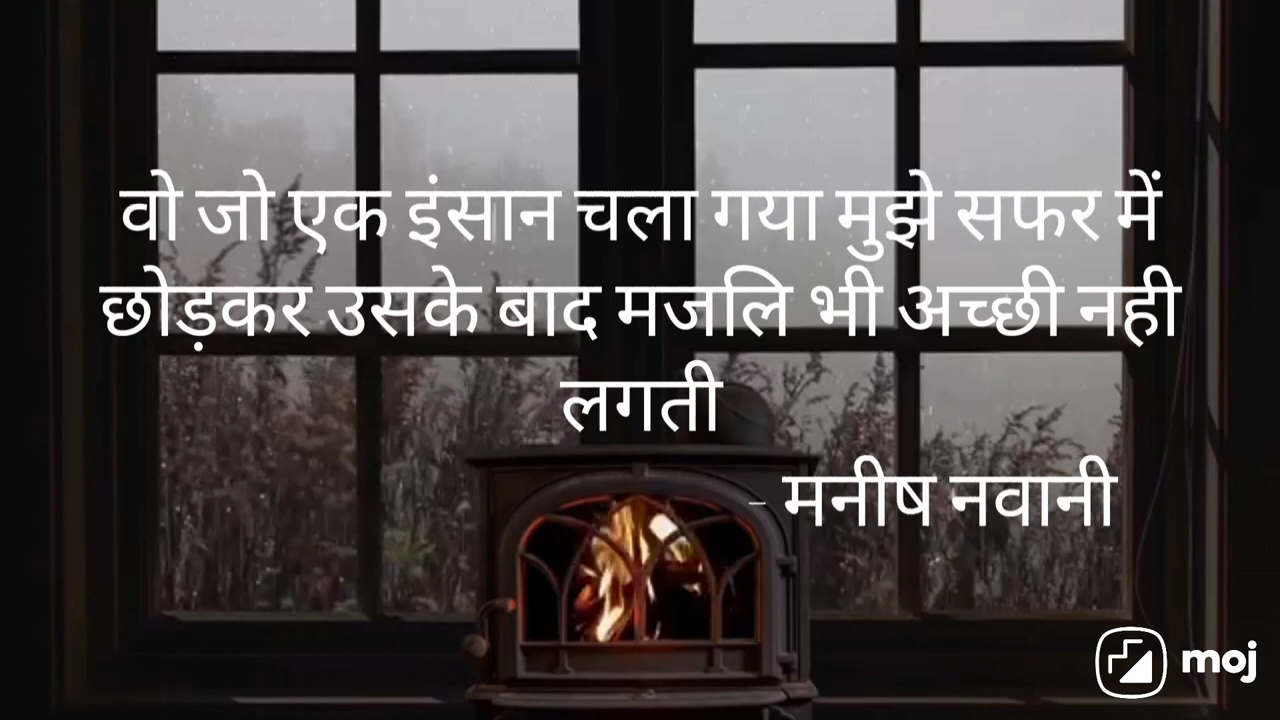 वो जो एक इंसान चला गया मुझे सफर में
छोड़कर उसके बाद मजलि भी अच्छी नही
लगती
- मनीष नवानी
moj